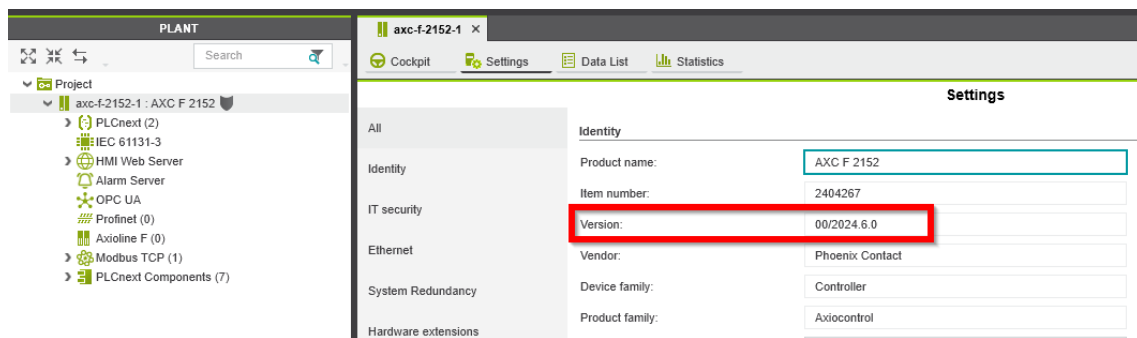 PLANT
Search
Project
axc-f-2152-1 : AXC F 2152
PLCnext (2)
IEC 61131-3
HMI Web Server
Alarm Server
OPC UA
Profinet (0)
Axioline F (0)
Modbus TCP (1)
PLCnext Components (7)
axc-f-2152-1 ×
Cockpit Settings Data List Statistics
Settings
All
Identity
IT security
Ethernet
System Redundancy
Hardware extensions
Identity
Product name: AXC F 2152
Item number: 2404267
Version: 00/2024.6.0
Vendor: Phoenix Contact
Device family: Controller
Product family: Axiocontrol